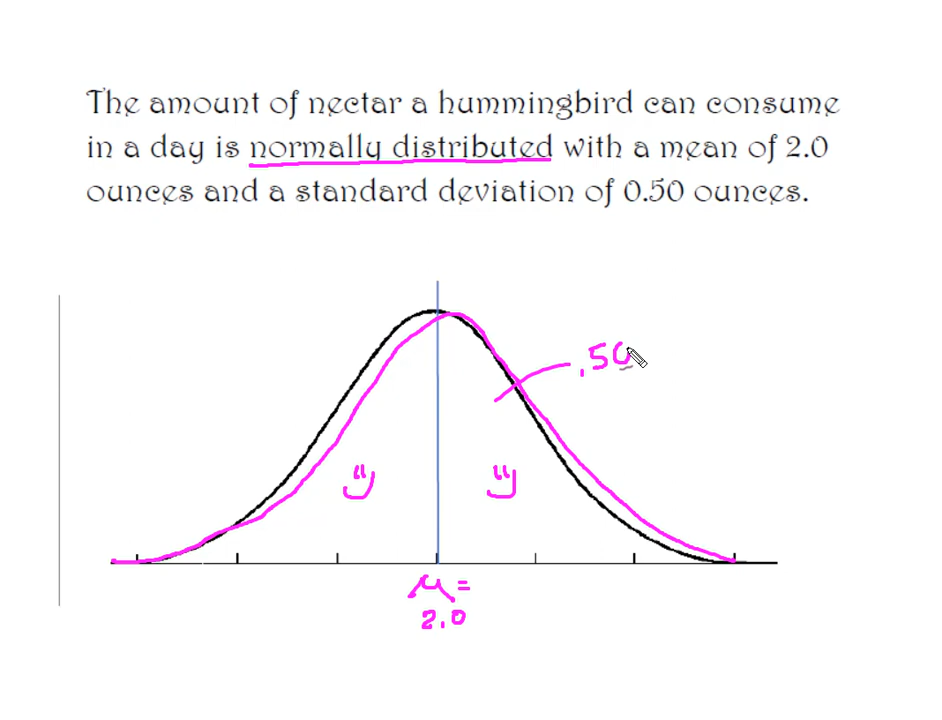 The amount of nectar a hummingbird can consume
in a day is normally distributed with a mean of 2.0
ounces and a standard deviation of 0.50 ounces.
.50
μ =
2.0